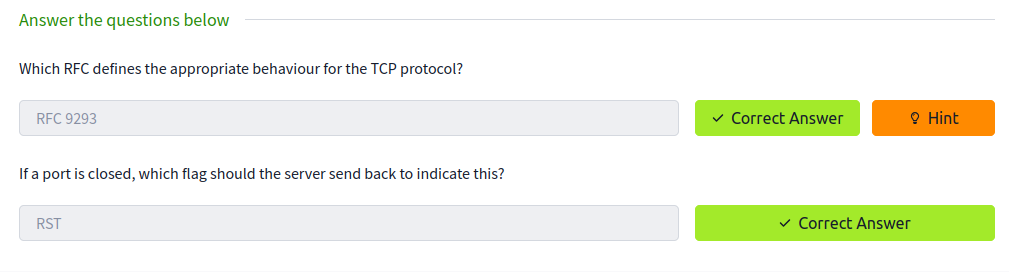 Answer the questions below
Which RFC defines the appropriate behaviour for the TCP protocol?
RFC 9293
Correct Answer
Hint
If a port is closed, which flag should the server send back to indicate this?
RST
Correct Answer